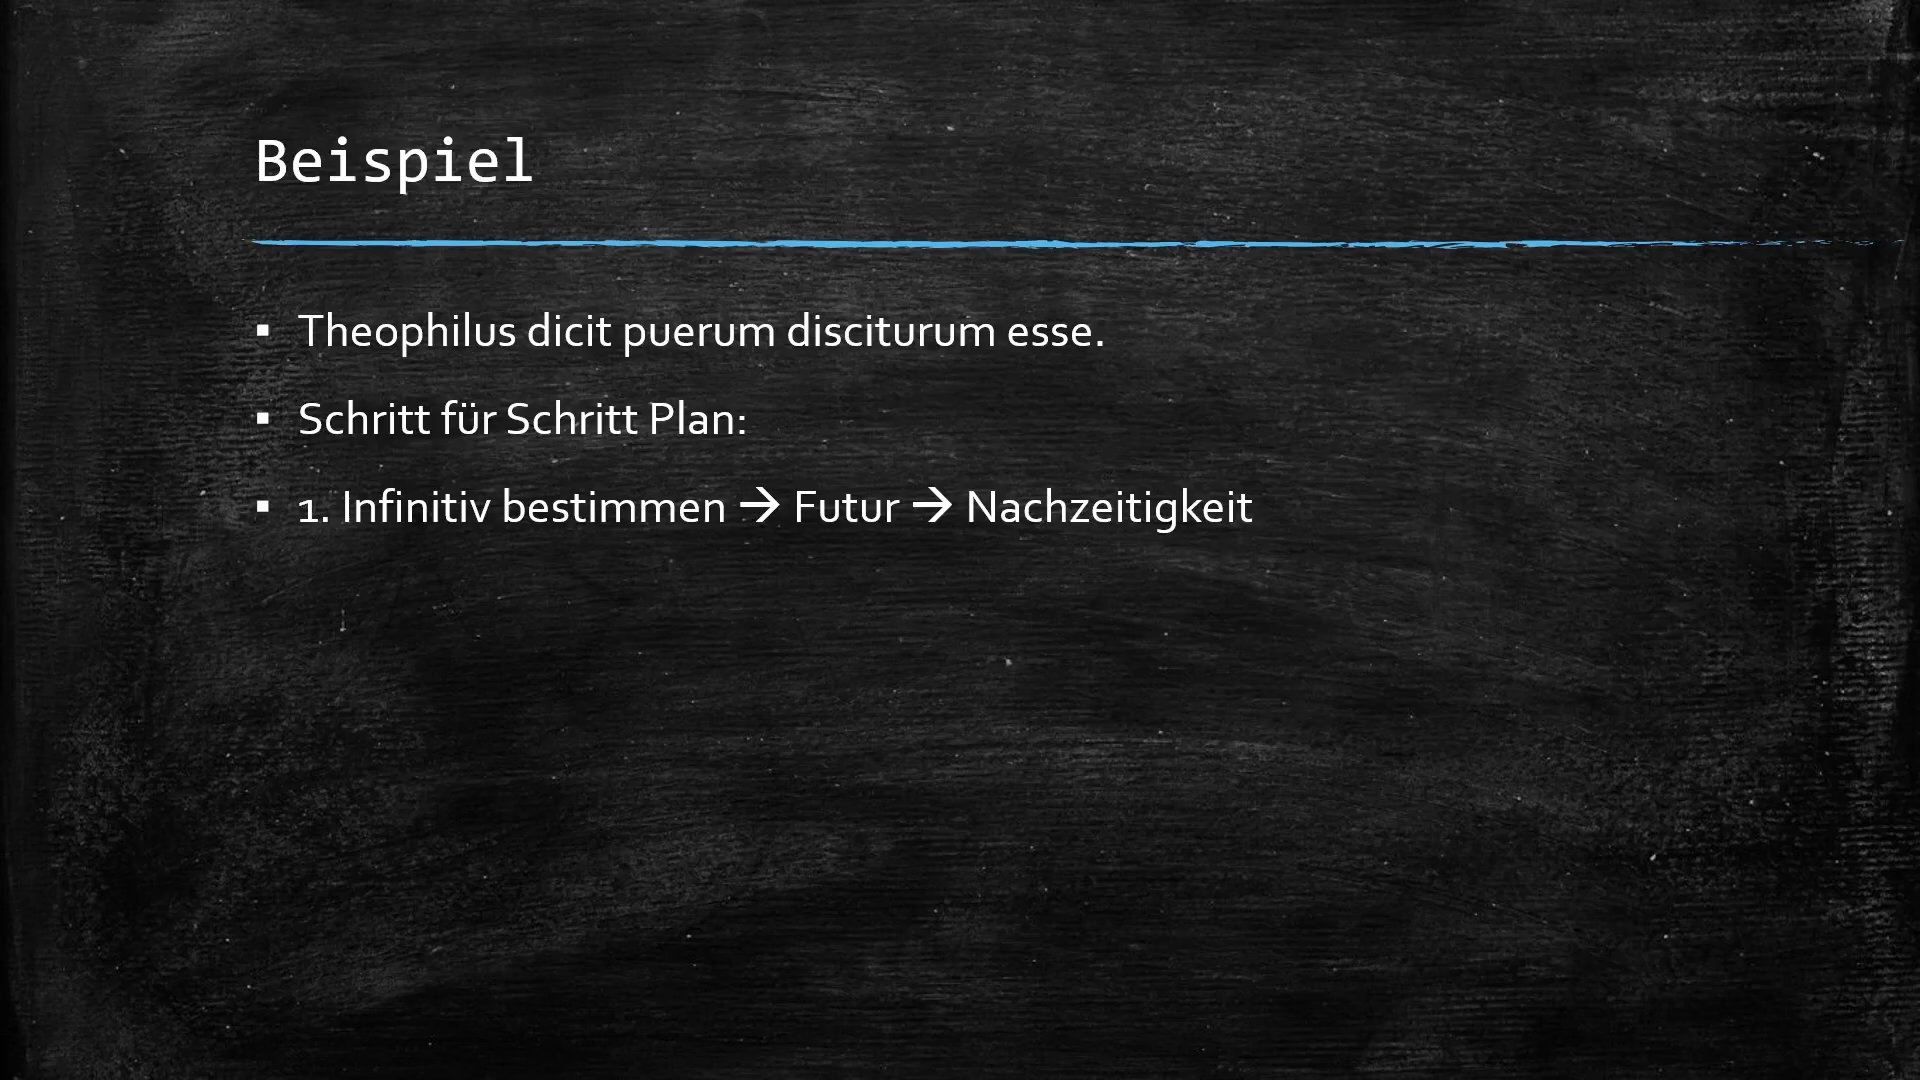 Beispiel
▪ Theophilus dicit puerum disciturum esse.
▪ Schritt für Schritt Plan:
▪ 1. Infinitiv bestimmen → Futur → Nachzeitigkeit